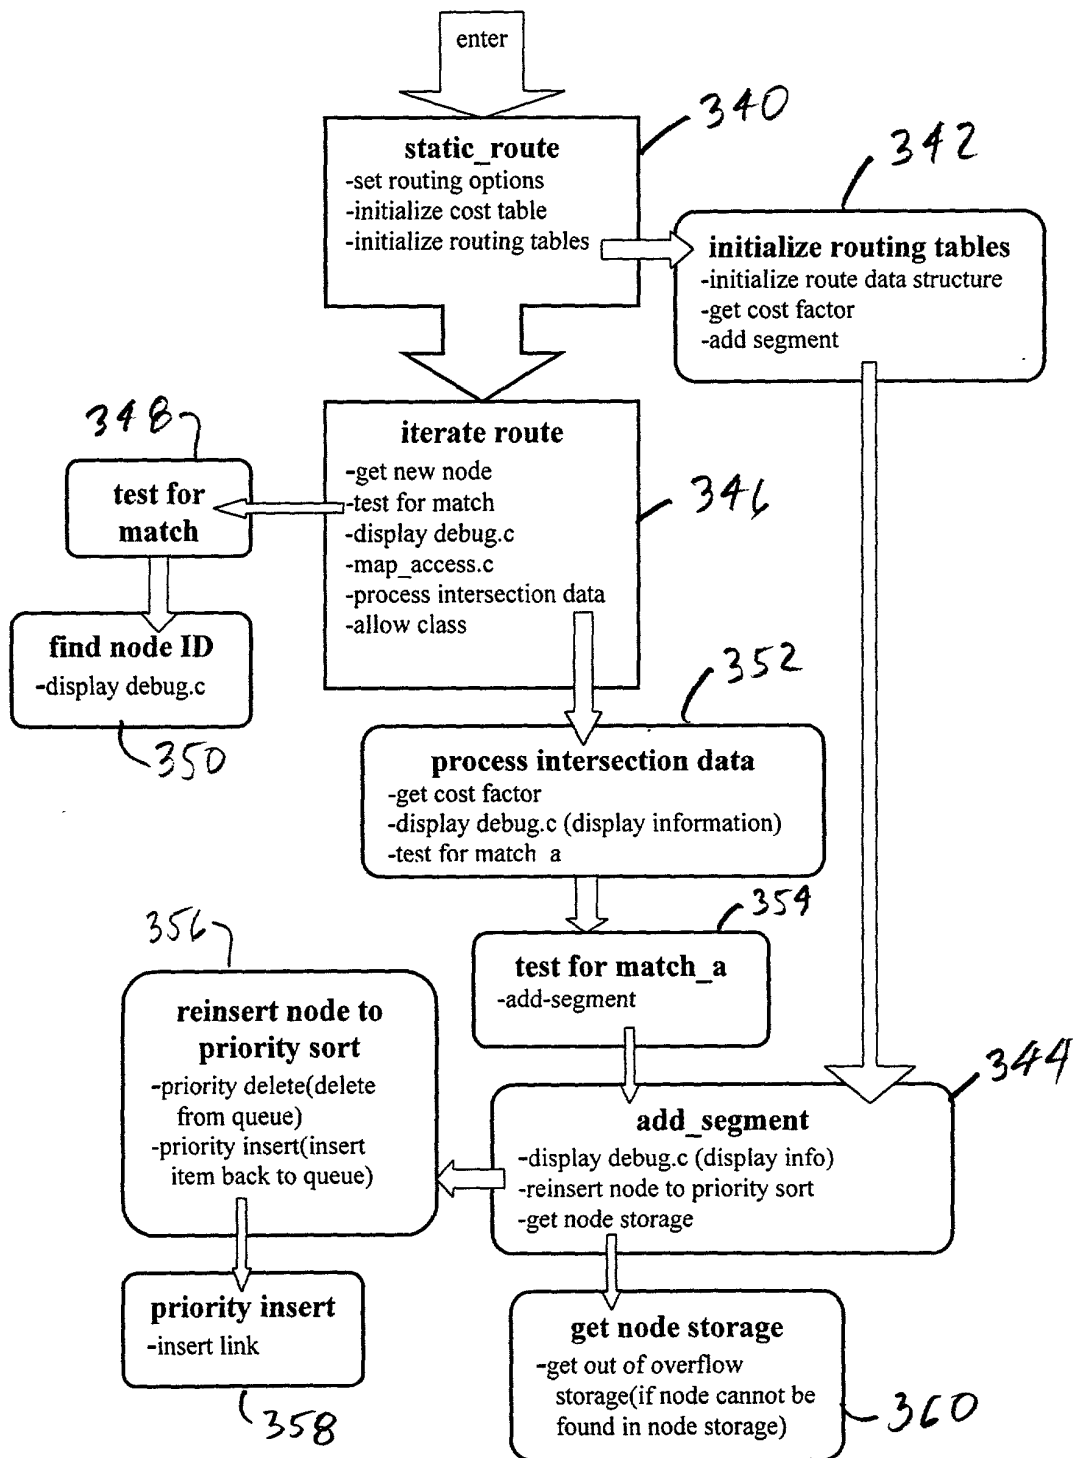 enter
340
static_route
-set routing options
-initialize cost table
-initialize routing tables
342
initialize routing tables
-initialize route data structure
-get cost factor
-add segment
iterate route
-get new node
-test for match
-display debug.c
-map_access.c
-process intersection data
-allow class
346
348
test for
match
find node ID
-display debug.c
350
352
process intersection data
-get cost factor
-display debug.c (display information)
-test for match_a
354
test for match_a
-add-segment
344
add_segment
-display debug.c (display info)
-reinsert node to priority sort
-get node storage
356
reinsert node to
priority sort
-priority delete(delete
from queue)
-priority insert(insert
item back to queue)
priority insert
-insert link
358
get node storage
-get out of overflow
storage(if node cannot be
found in node storage)
360